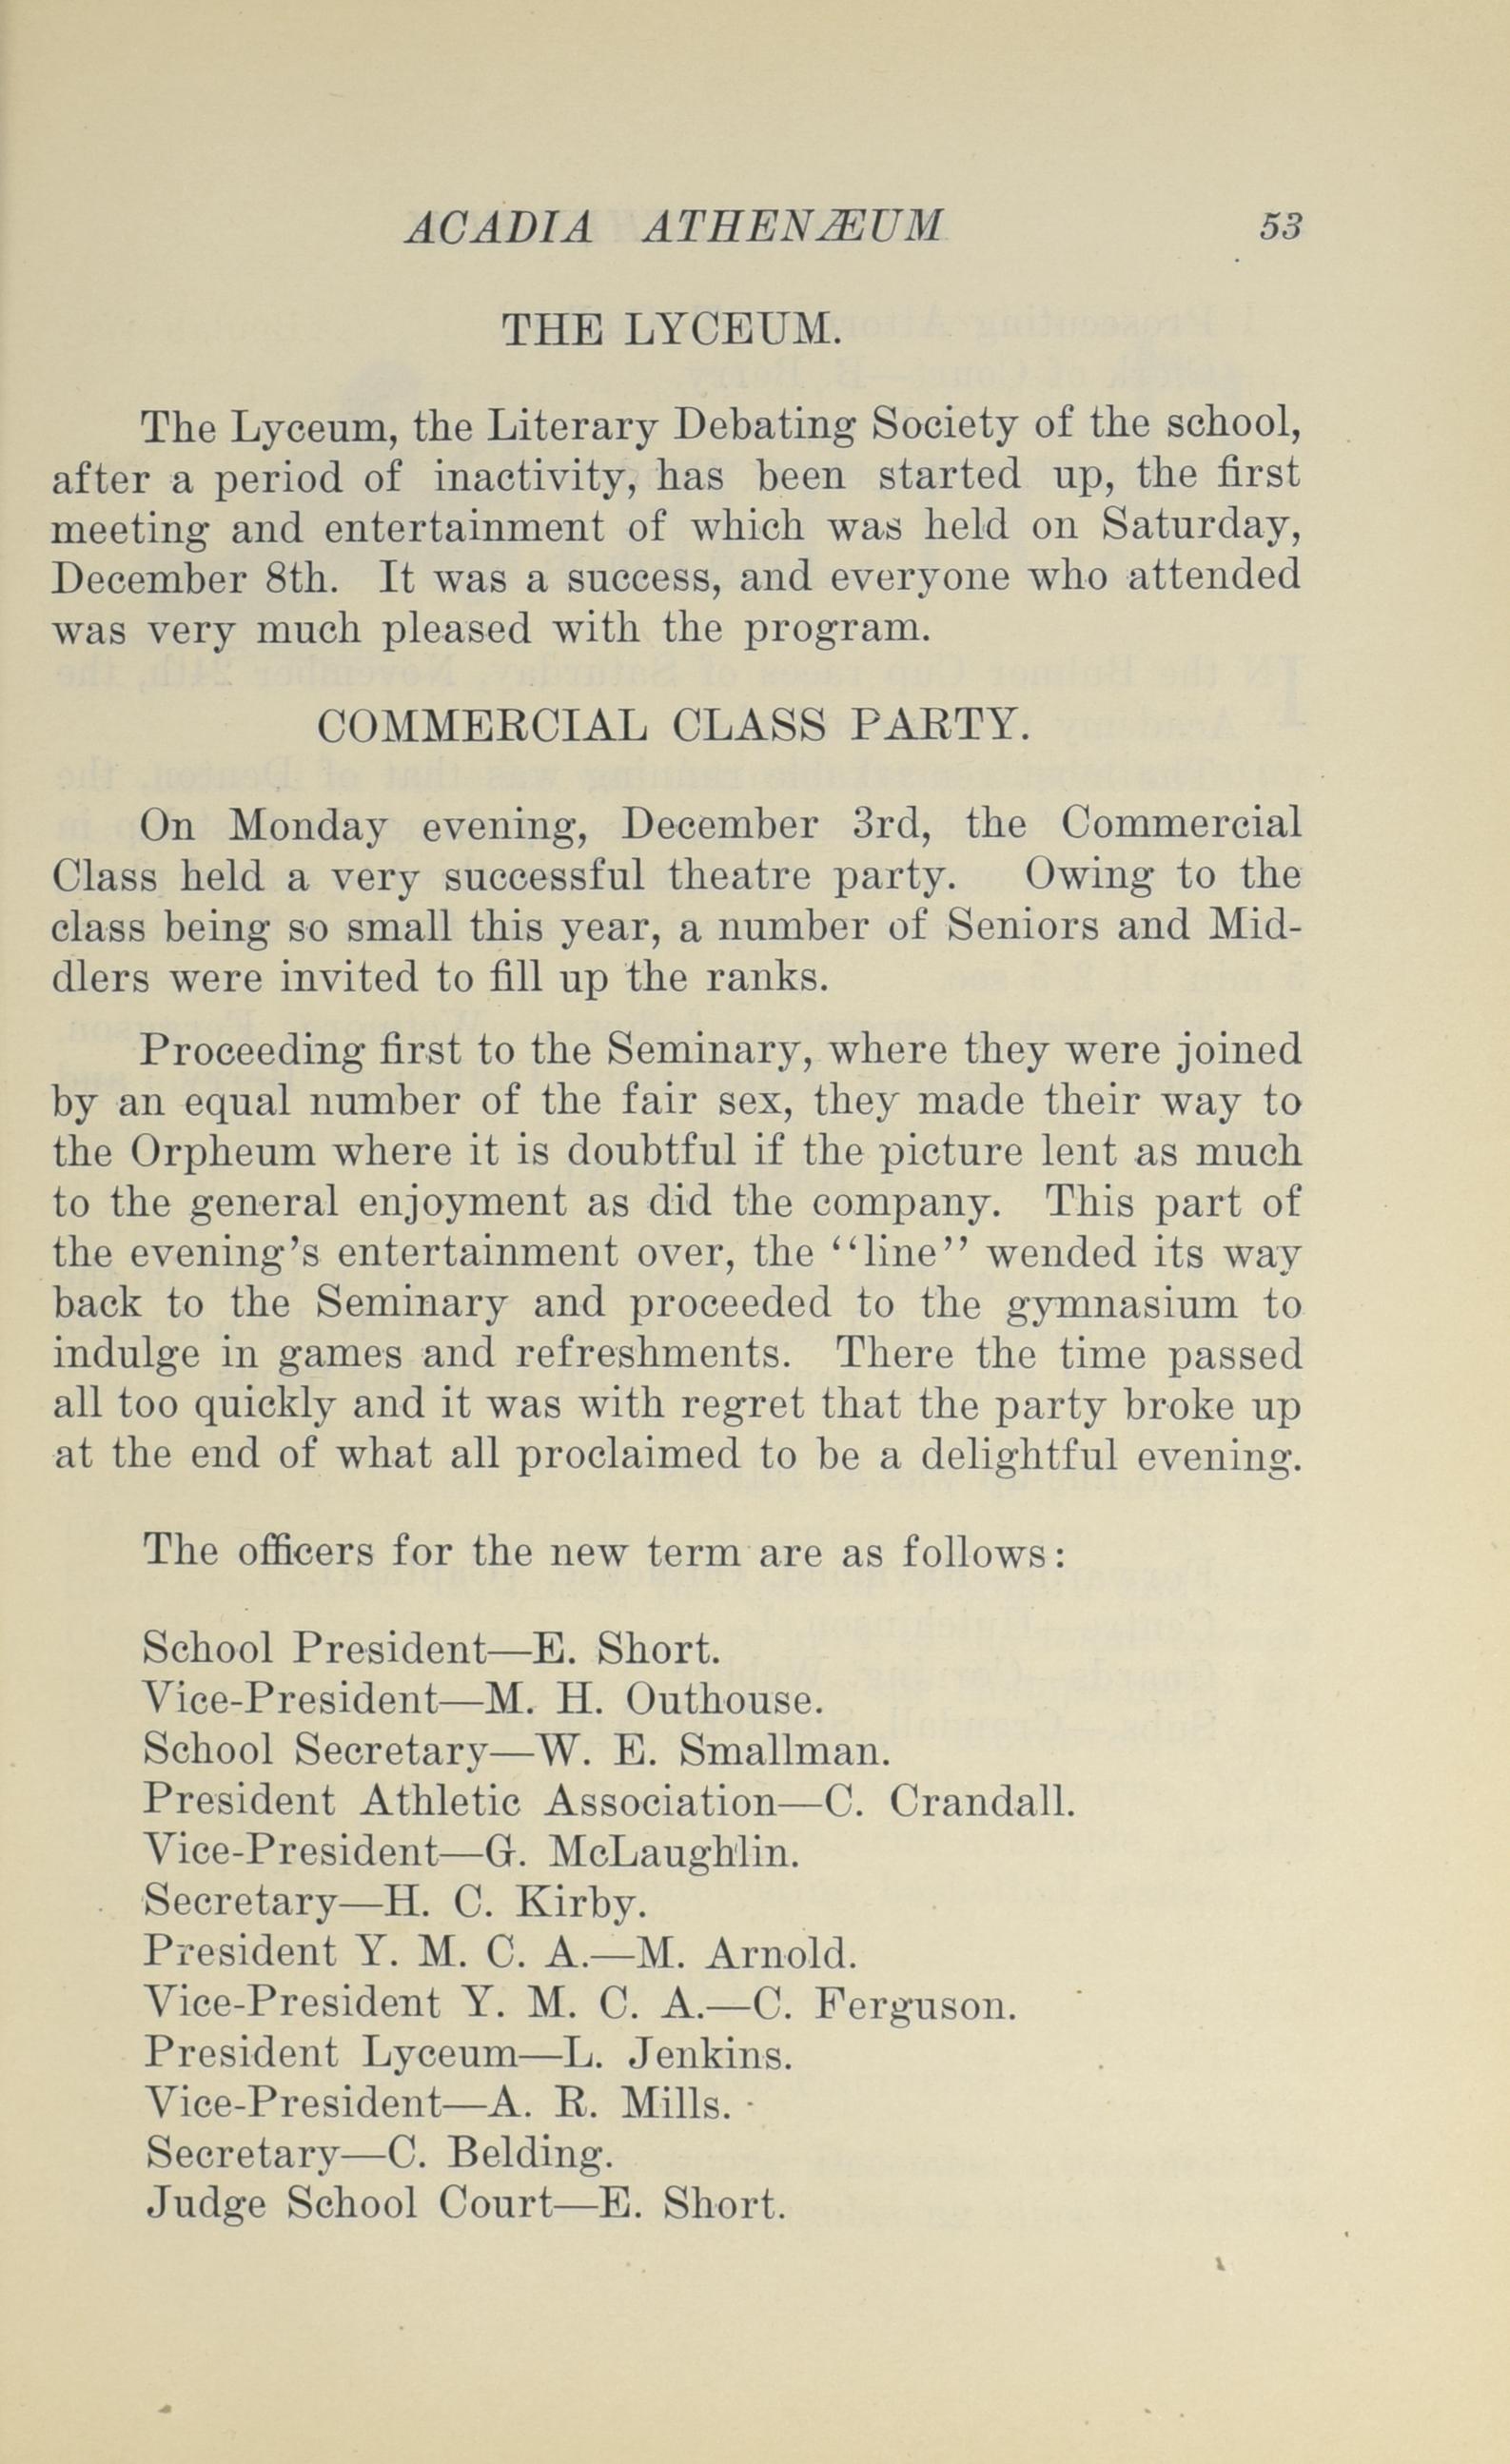 ACADIA ATHENÆUM 53
THE LYCEUM.
The Lyceum, the Literary Debating Society of the school,
after a period of inactivity, has been started up, the first
meeting and entertainment of which was held on Saturday,
December 8th. It was a success, and everyone who attended
was very much pleased with the program.
COMMERCIAL CLASS PARTY.
On Monday evening, December 3rd, the Commercial
Class held a very successful theatre party. Owing to the
class being so small this year, a number of Seniors and Mid-
dlers were invited to fill up the ranks.
Proceeding first to the Seminary, where they were joined
by an equal number of the fair sex, they made their way to
the Orpheum where it is doubtful if the picture lent as much
to the general enjoyment as did the company. This part of
the evening's entertainment over, the "line" wended its way
back to the Seminary and proceeded to the gymnasium to
indulge in games and refreshments. There the time passed
all too quickly and it was with regret that the party broke up
at the end of what all proclaimed to be a delightful evening.
The officers for the new term are as follows:
School President—E. Short.
Vice-President—M. H. Outhouse.
School Secretary—W. E. Smallman.
President Athletic Association—C. Crandall.
Vice-President—G. McLaughlin.
Secretary—H. C. Kirby.
President Y. M. C. A.—M. Arnold.
Vice-President Y. M. C. A.—C. Ferguson.
President Lyceum—L. Jenkins.
Vice-President—A. R. Mills.
Secretary—C. Belding.
Judge School Court—E. Short.